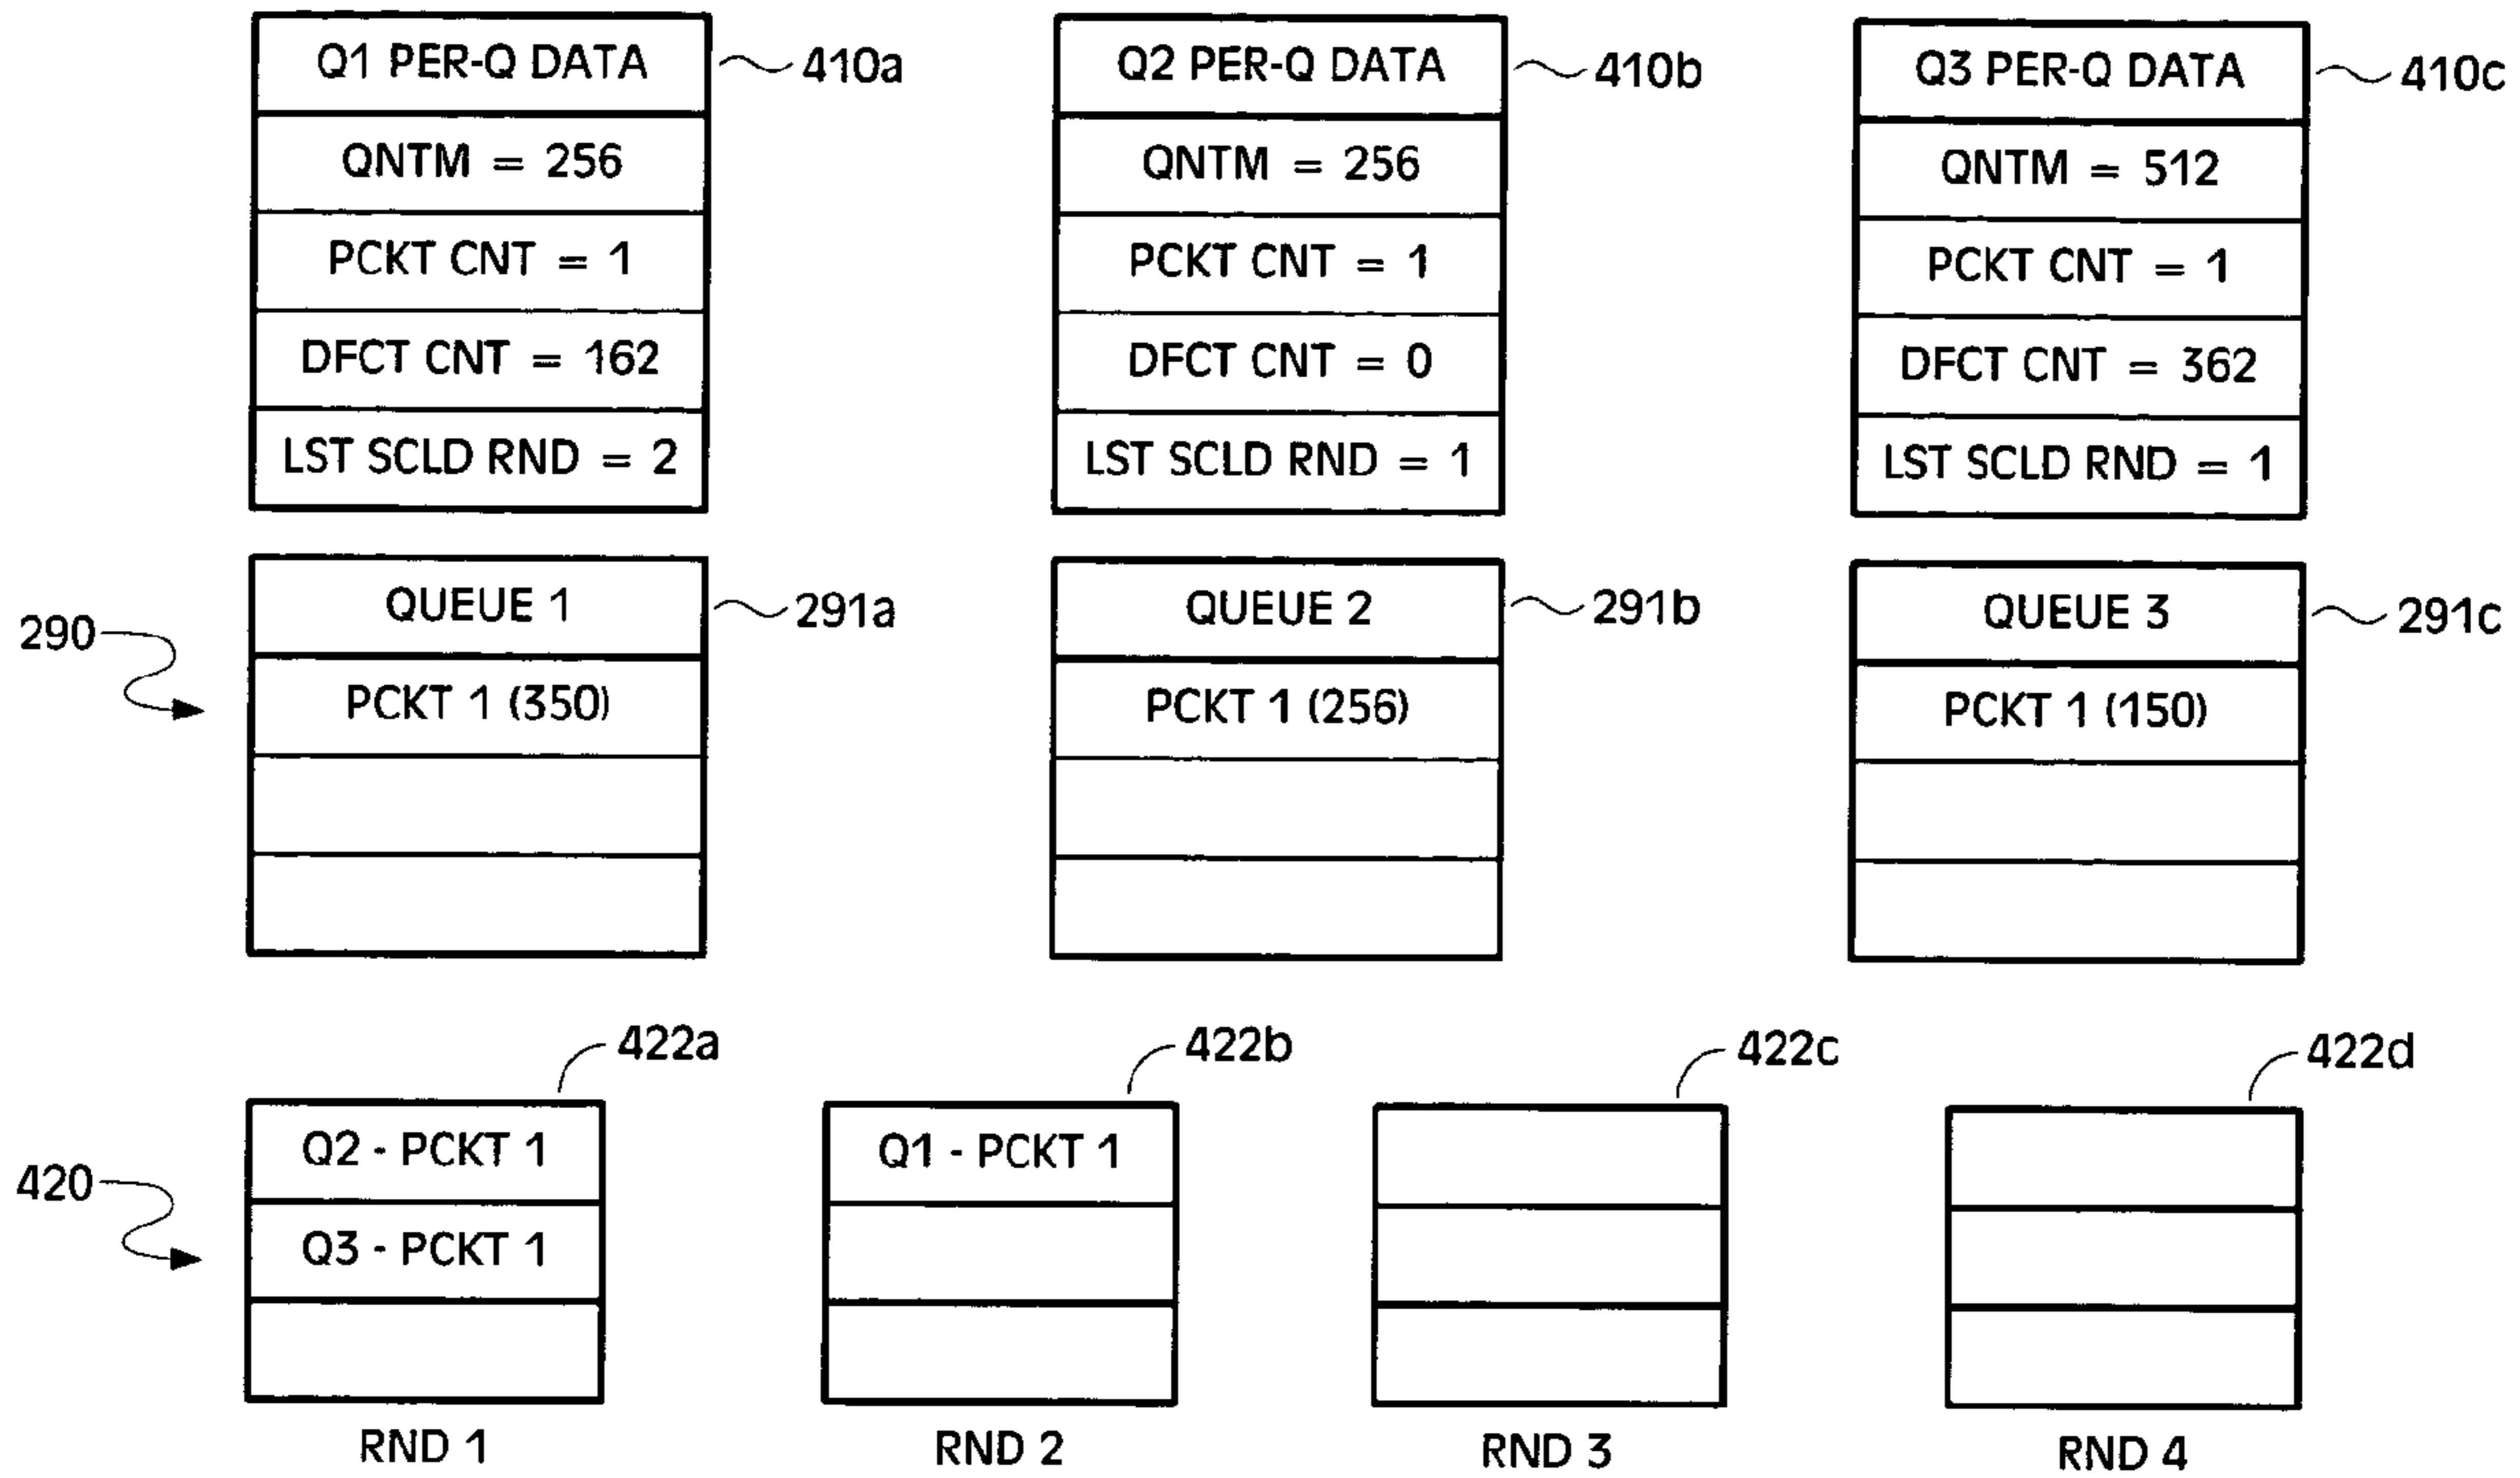 Q1 PER-Q DATA
410a
QNTM = 256
PCKT CNT = 1
DFCT CNT = 162
LST SCLD RND = 2
Q2 PER-Q DATA
410b
QNTM = 256
PCKT CNT = 1
DFCT CNT = 0
LST SCLD RND = 1
Q3 PER-Q DATA
410c
QNTM = 512
PCKT CNT = 1
DFCT CNT = 362
LST SCLD RND = 1
290
QUEUE 1
291a
PCKT 1 (350)
QUEUE 2
291b
PCKT 1 (256)
QUEUE 3
291c
PCKT 1 (150)
420
422a
Q2 - PCKT 1
Q3 - PCKT 1
RND 1
422b
Q1 - PCKT 1
RND 2
422c
RND 3
422d
RND 4